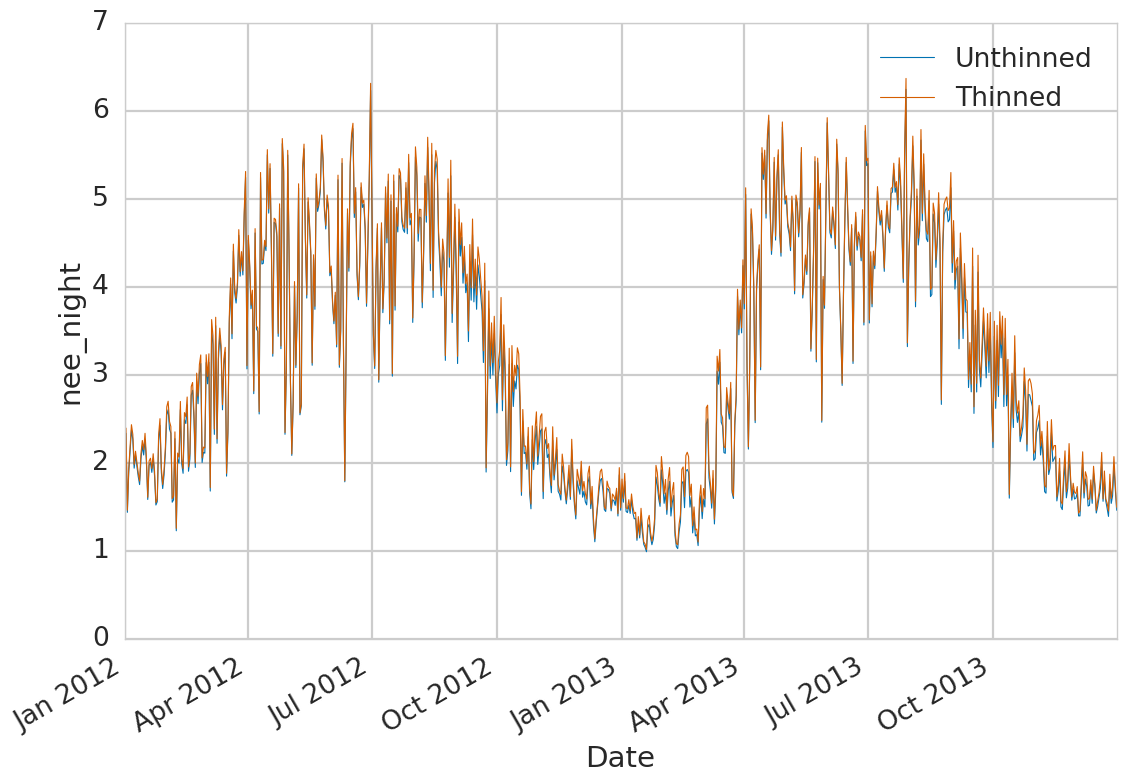 7
6
5
4
3
2
1
0
nee_night
Unthinned
Thinned
Jan 2012
Apr 2012
Jul 2012
Oct 2012
Jan 2013
Apr 2013
Jul 2013
Oct 2013
Date